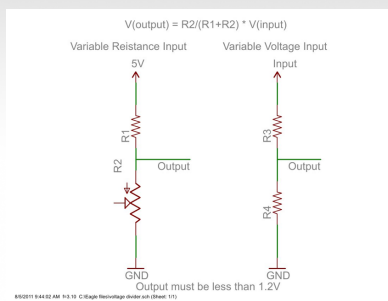 V(output) = R2/(R1+R2) * V(input)
Variable Reistance Input
Variable Voltage Input
5V
Input
R1
R3
R2
Output
Output
R4
GND
GND
Output must be less than 1.2V
8/5/2011 9:44:02 AM f=3.10 C:\Eagle files\voltage divider.sch (Sheet: 1/1)